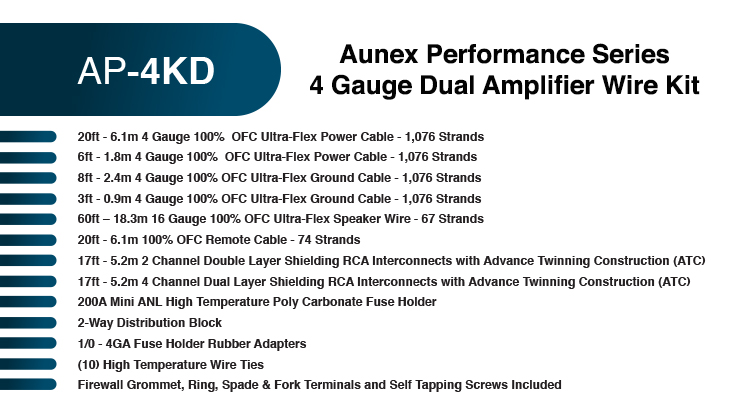 AP-4KD
Aunex Performance Series
4 Gauge Dual Amplifier Wire Kit
20ft - 6.1m 4 Gauge 100%  OFC Ultra-Flex Power Cable - 1,076 Strands
6ft - 1.8m 4 Gauge 100%  OFC Ultra-Flex Power Cable - 1,076 Strands
8ft - 2.4m 4 Gauge 100% OFC Ultra-Flex Ground Cable - 1,076 Strands
3ft - 0.9m 4 Gauge 100% OFC Ultra-Flex Ground Cable - 1,076 Strands
60ft – 18.3m 16 Gauge 100% OFC Ultra-Flex Speaker Wire - 67 Strands
20ft - 6.1m 100% OFC Remote Cable - 74 Strands
17ft - 5.2m 2 Channel Double Layer Shielding RCA Interconnects with Advance Twinning Construction (ATC)
17ft - 5.2m 4 Channel Dual Layer Shielding RCA Interconnects with Advance Twinning Construction (ATC)
200A Mini ANL High Temperature Poly Carbonate Fuse Holder
2-Way Distribution Block
1/0 - 4GA Fuse Holder Rubber Adapters
(10) High Temperature Wire Ties
Firewall Grommet, Ring, Spade & Fork Terminals and Self Tapping Screws Included